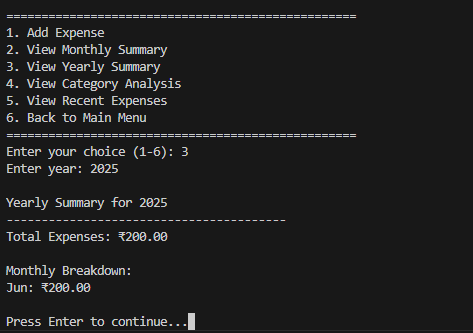 ==================================================
1. Add Expense
2. View Monthly Summary
3. View Yearly Summary
4. View Category Analysis
5. View Recent Expenses
6. Back to Main Menu
==================================================
Enter your choice (1-6): 3
Enter year: 2025
Yearly Summary for 2025
----------------------------------------
Total Expenses: ₹200.00
Monthly Breakdown:
Jun: ₹200.00
Press Enter to continue...